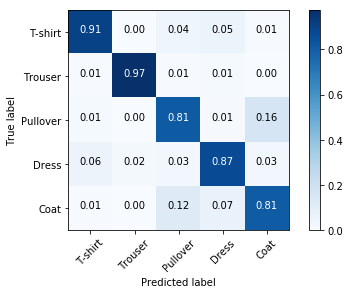 True label
T-shirt 0.91 0.00 0.04 0.05 0.01
Trouser 0.01 0.97 0.01 0.01 0.00
Pullover 0.01 0.00 0.81 0.01 0.16
Dress 0.06 0.02 0.03 0.87 0.03
Coat 0.01 0.00 0.12 0.07 0.81
T-shirt Trouser Pullover Dress Coat
Predicted label
0.8
0.6
0.4
0.2
0.0